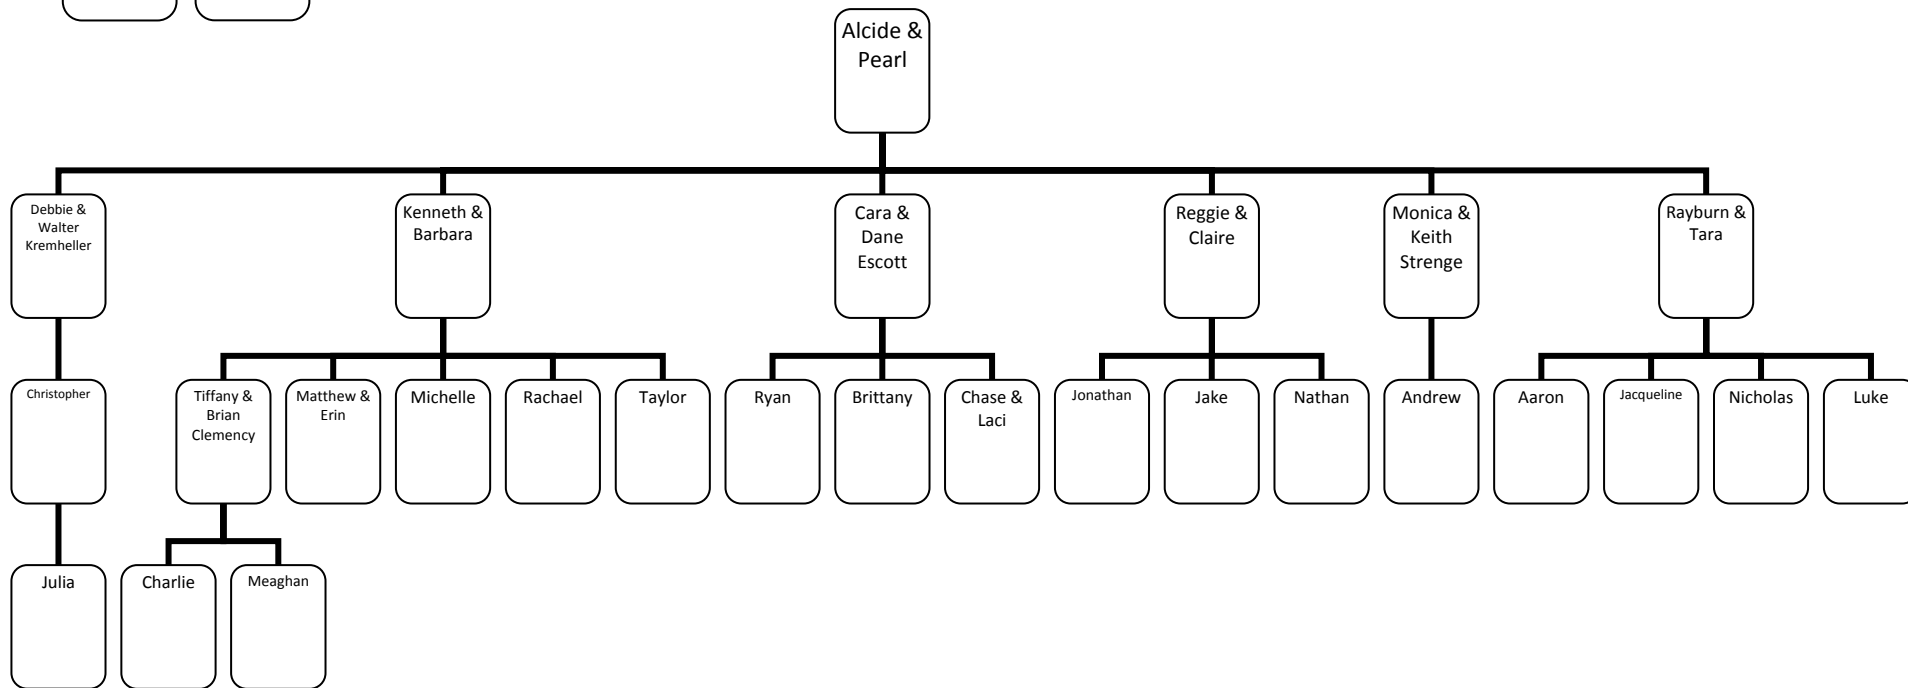 Alcide &
Pearl
Debbie &
Walter
Kremheller
Kenneth &
Barbara
Cara &
Dane
Escott
Reggie &
Claire
Monica &
Keith
Strenge
Rayburn &
Tara
Christopher
Tiffany &
Brian
Clemency
Matthew &
Erin
Michelle
Rachael
Taylor
Ryan
Brittany
Chase &
Laci
Jonathan
Jake
Nathan
Andrew
Aaron
Jacqueline
Nicholas
Luke
Julia
Charlie
Meaghan